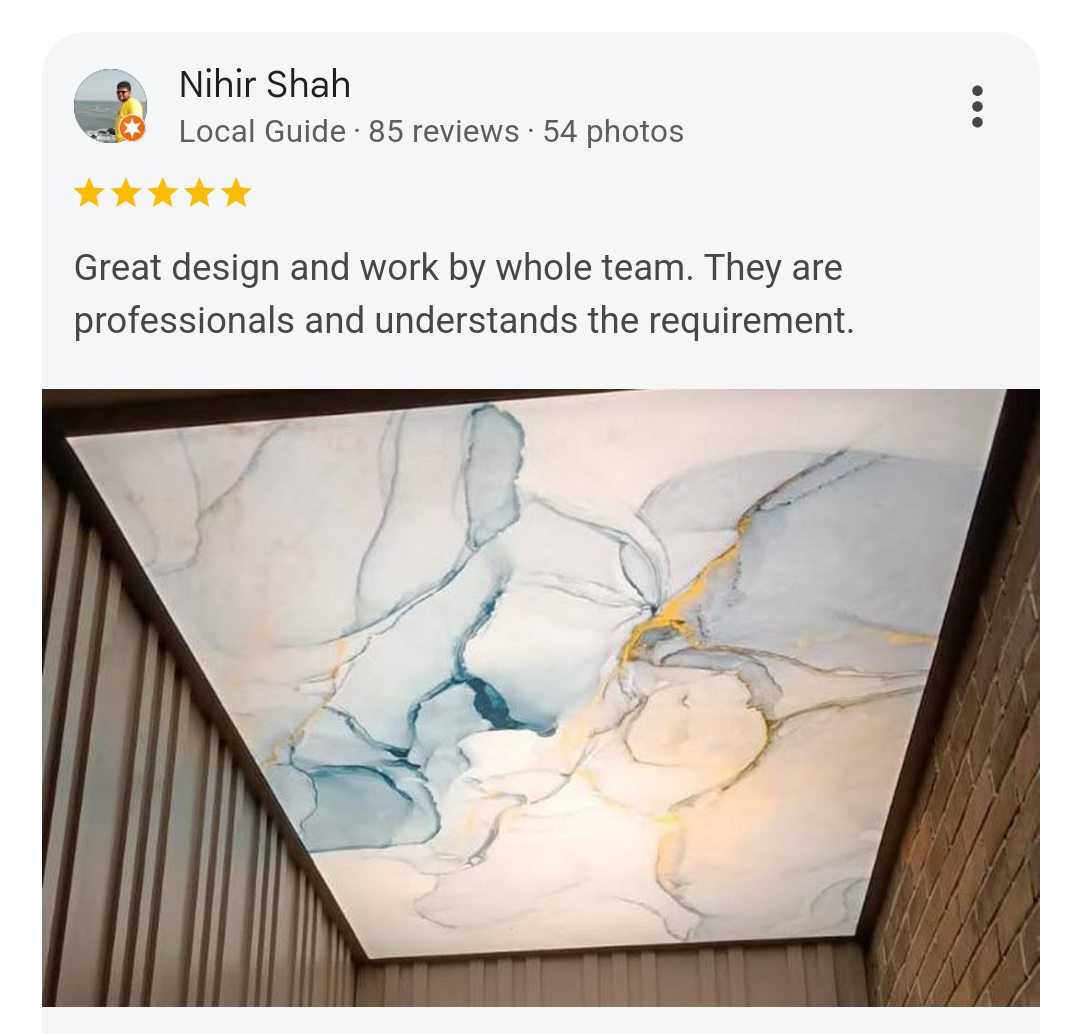 Nihir Shah
Local Guide · 85 reviews · 54 photos
Great design and work by whole team. They are
professionals and understands the requirement.